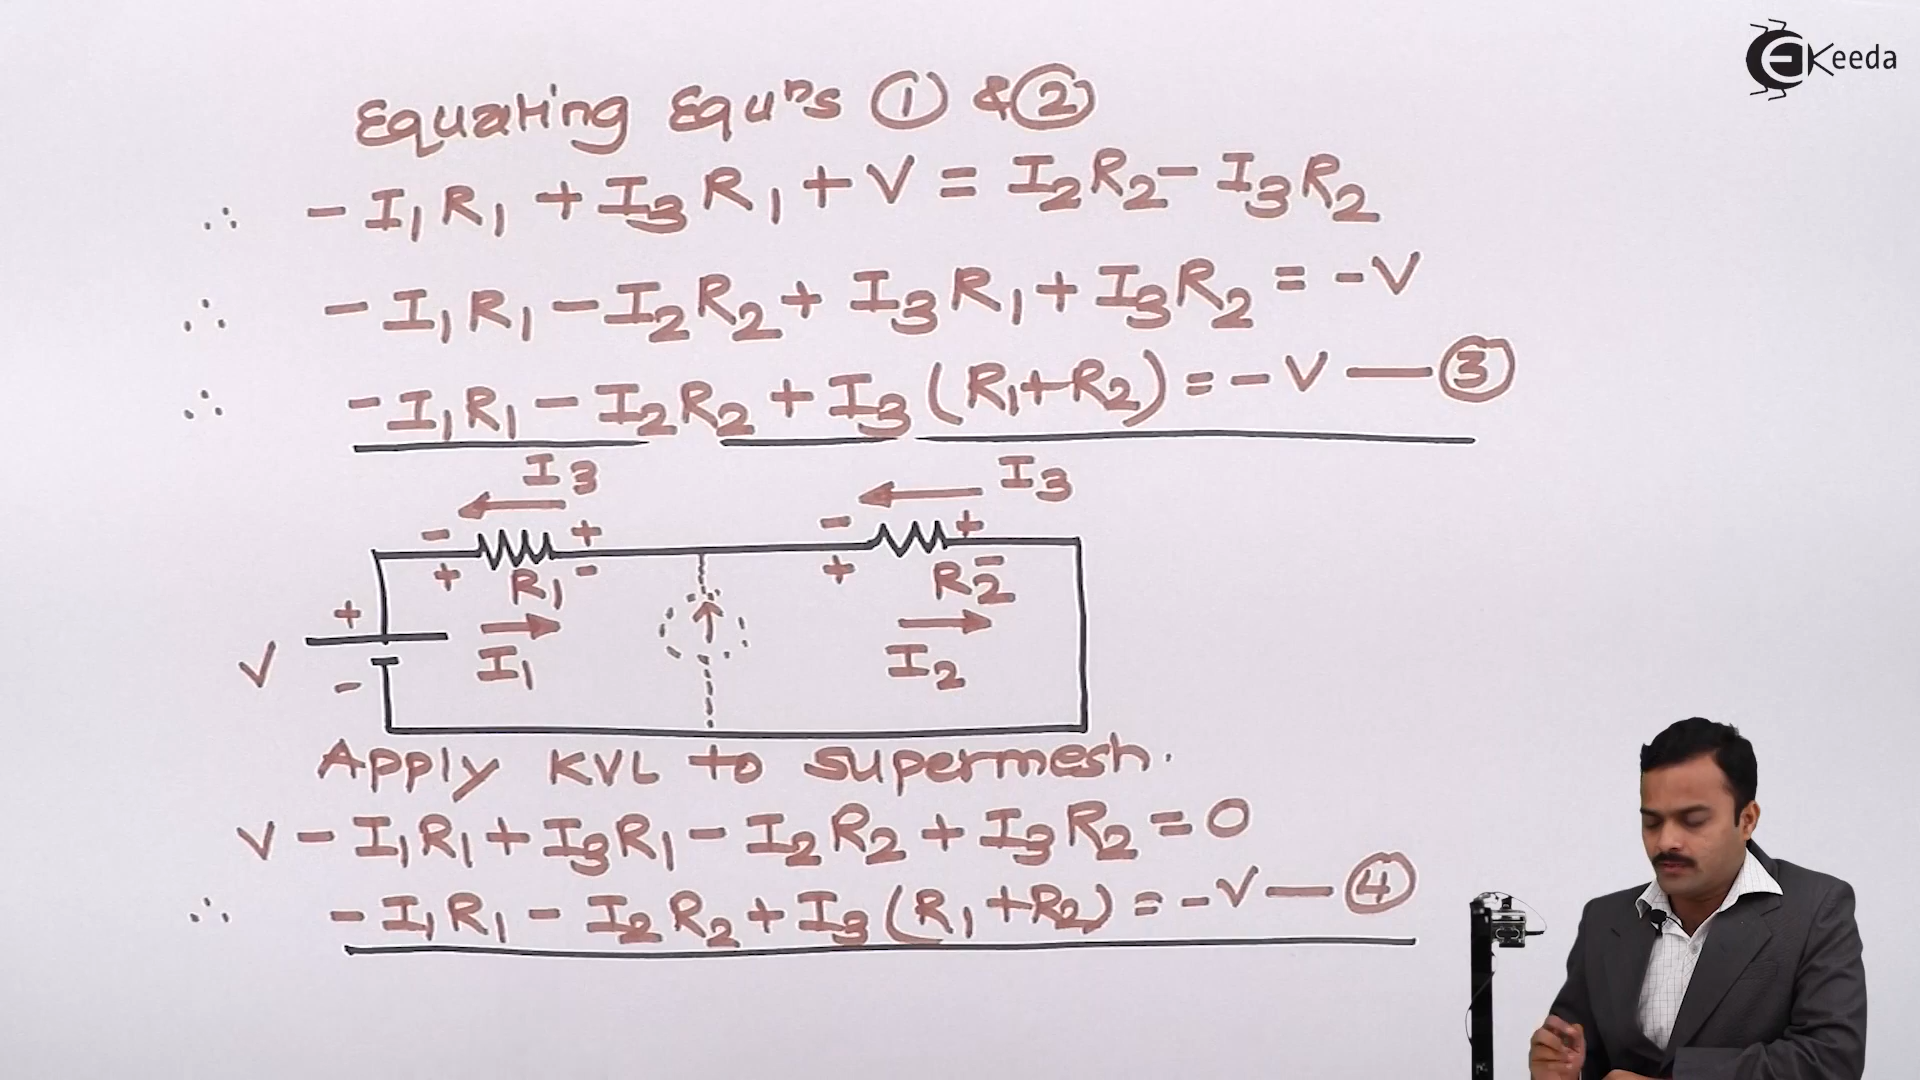 EKeeda
Equating Equⁿs ① & ②
∴ - I₁R₁ + I₃R₁ + V = I₂R₂ - I₃R₂
∴ - I₁R₁ - I₂R₂ + I₃R₁ + I₃R₂ = -V
∴ - I₁R₁ - I₂R₂ + I₃(R₁+R₂) = -V — ③
I₃ I₃
- + - +
+ R₁ - + R₂ -
+
V I₁ I₂
-
Apply KVL to supermesh.
V - I₁R₁ + I₃R₁ - I₂R₂ + I₃R₂ = 0
∴ - I₁R₁ - I₂R₂ + I₃(R₁+R₂) = -V — ④